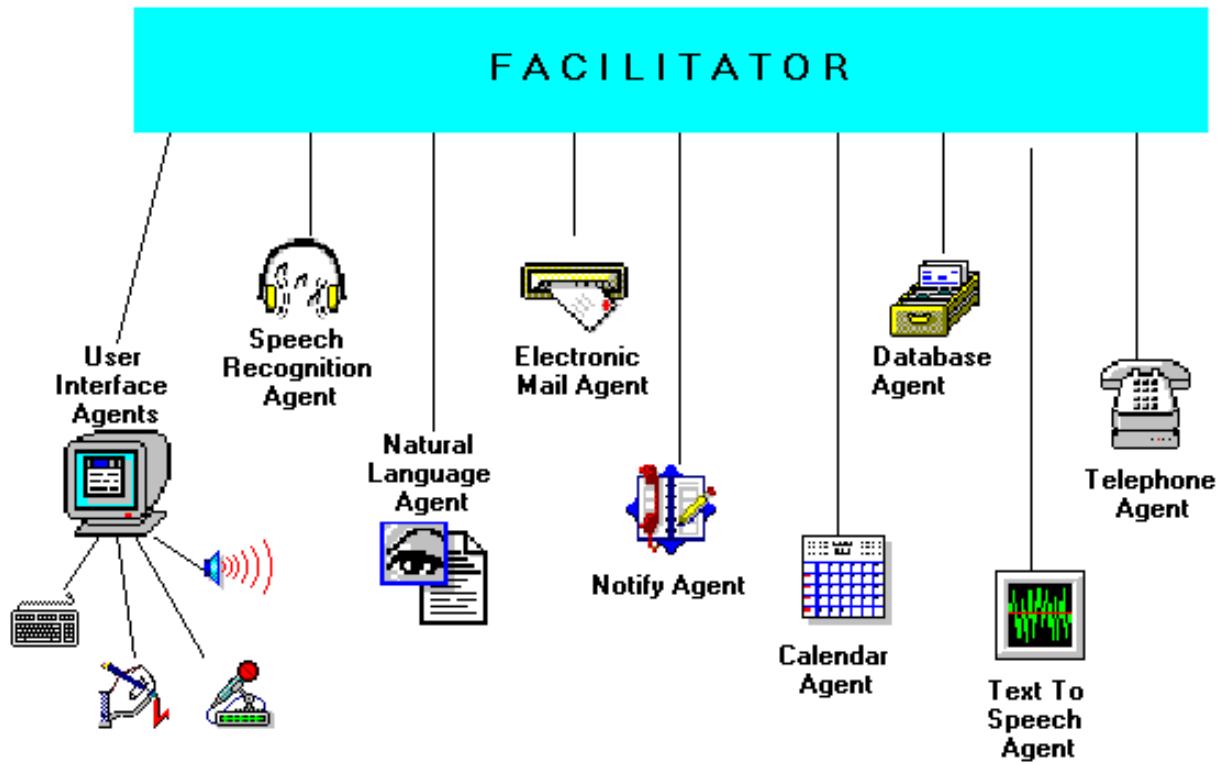 FACILITATOR
User
Interface
Agents
Speech
Recognition
Agent
Natural
Language
Agent
Electronic
Mail Agent
Notify Agent
Calendar
Agent
Database
Agent
Text To
Speech
Agent
Telephone
Agent